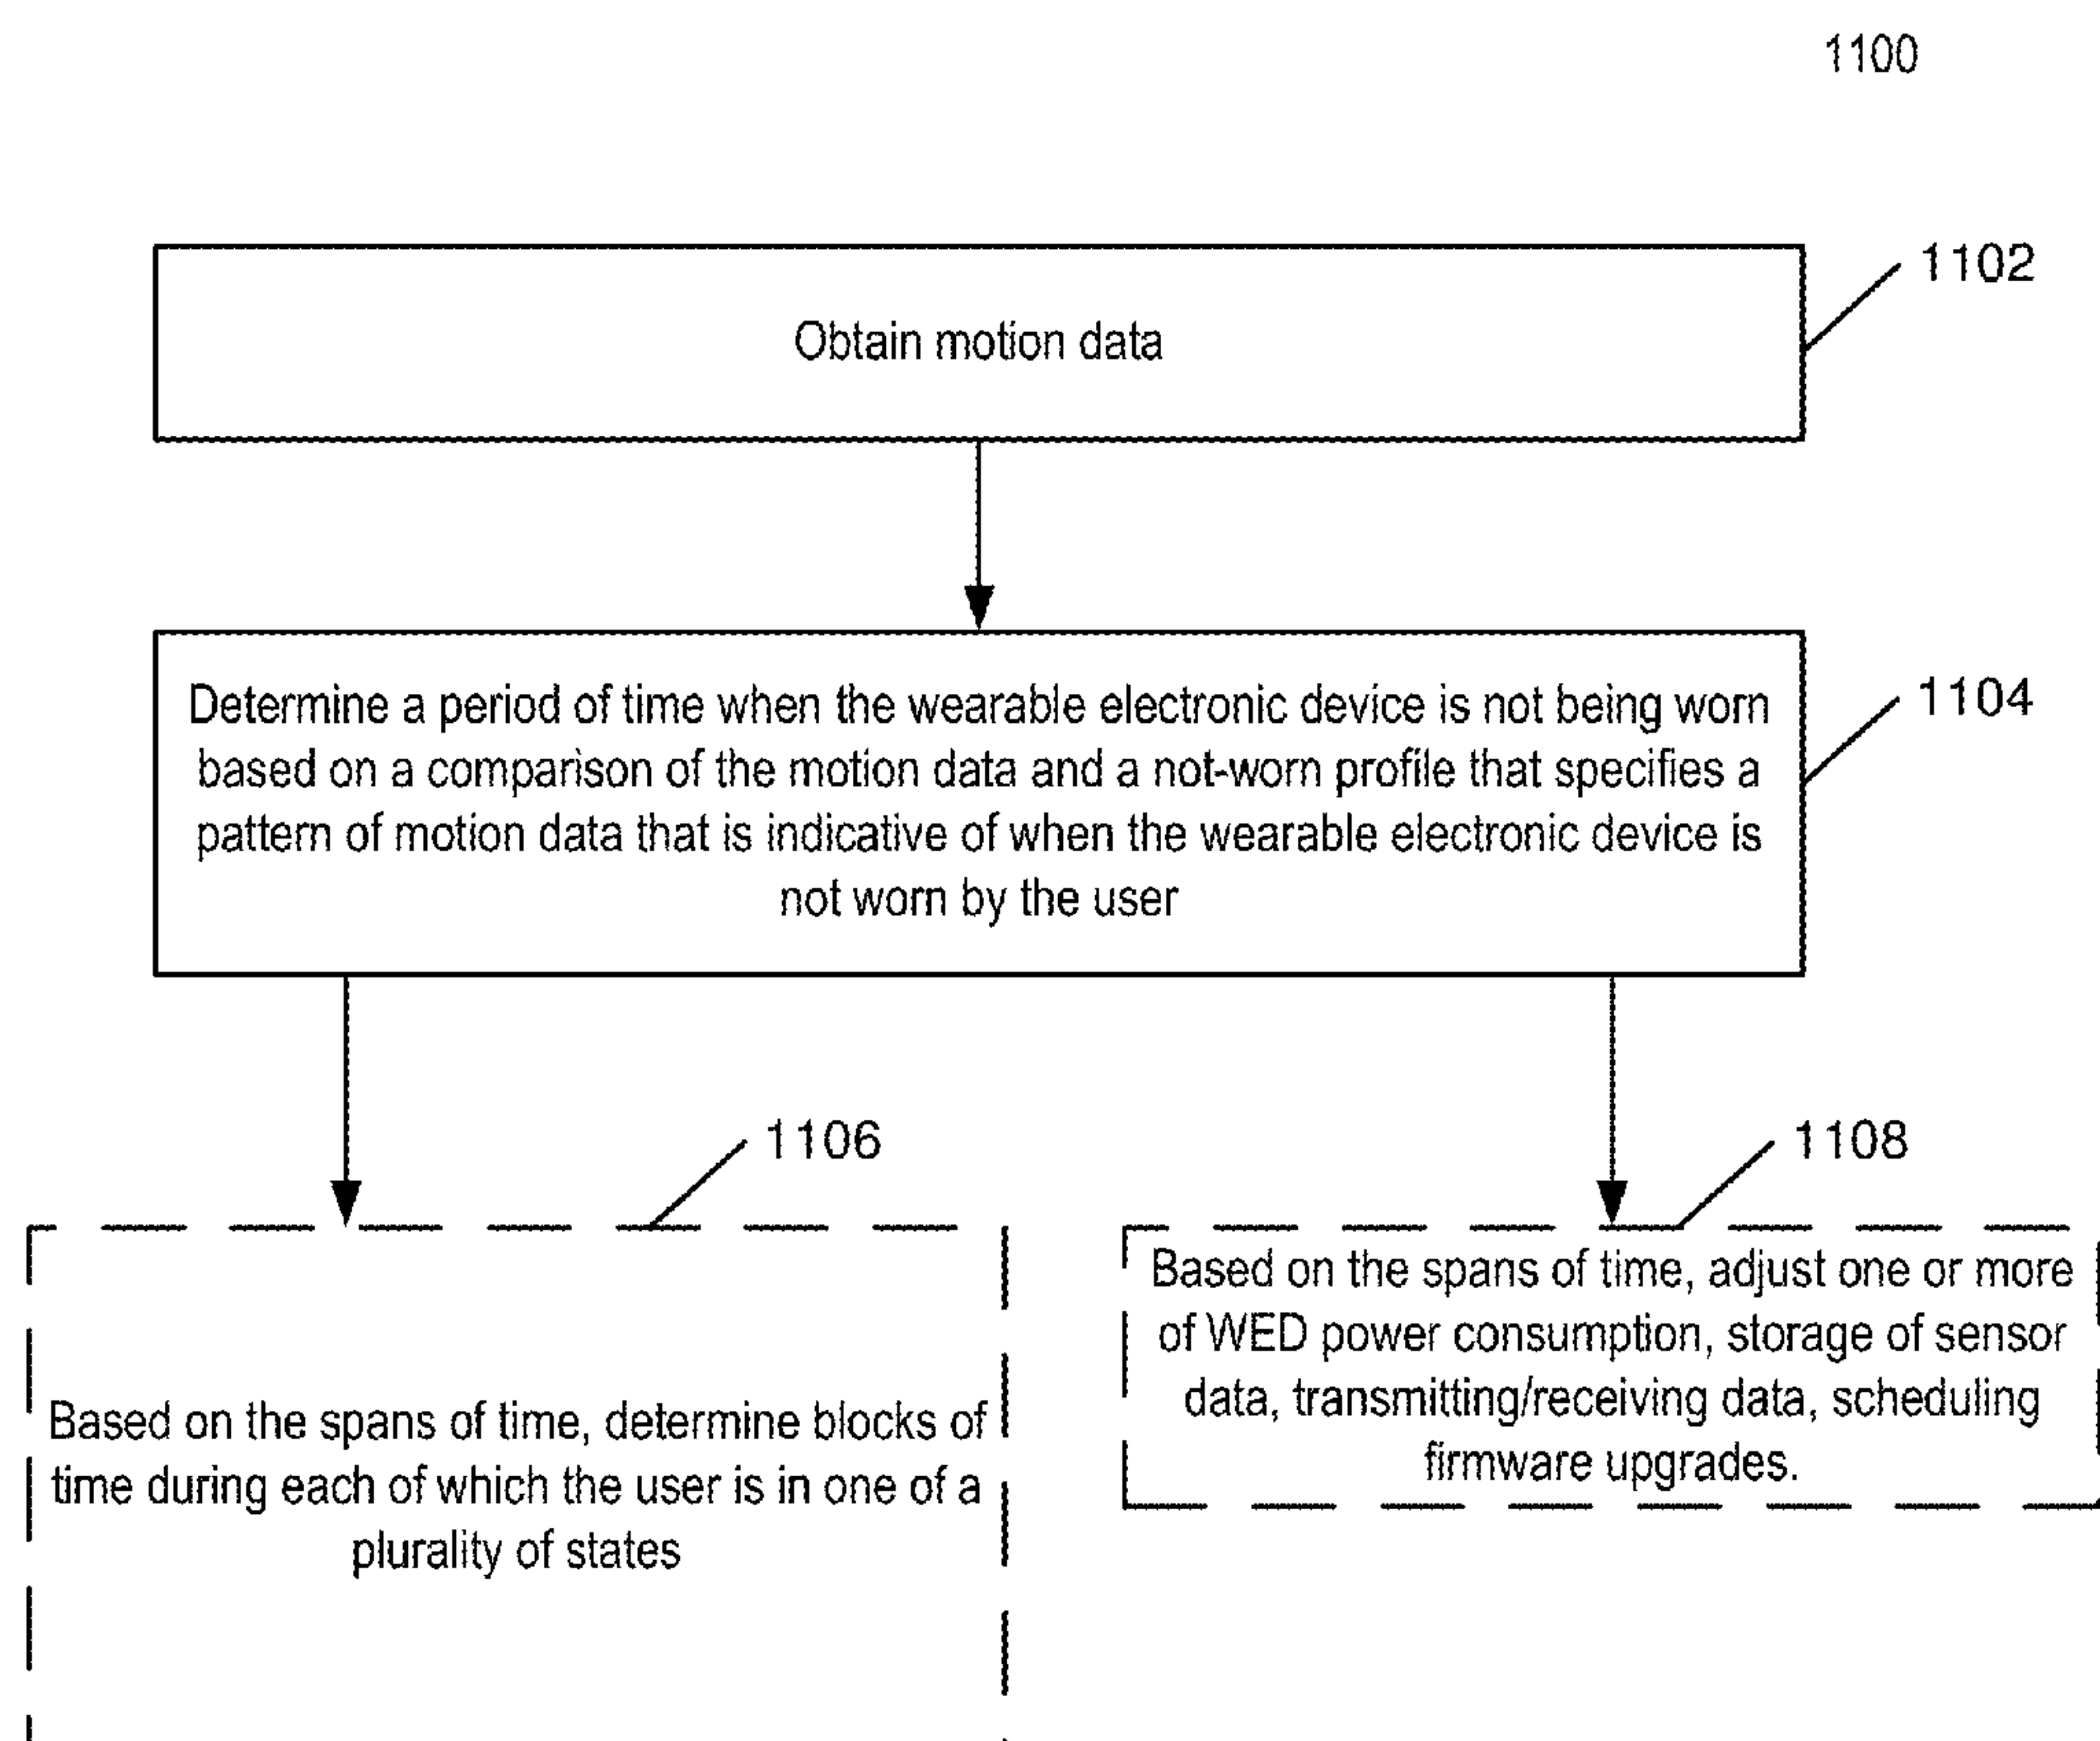 1100
1102
Obtain motion data
Determine a period of time when the wearable electronic device is not being worn
based on a comparison of the motion data and a not-worn profile that specifies a
pattern of motion data that is indicative of when the wearable electronic device is
not worn by the user
1104
1106
1108
Based on the spans of time, determine blocks of
time during each of which the user is in one of a
plurality of states
Based on the spans of time, adjust one or more
of WED power consumption, storage of sensor
data, transmitting/receiving data, scheduling
firmware upgrades.